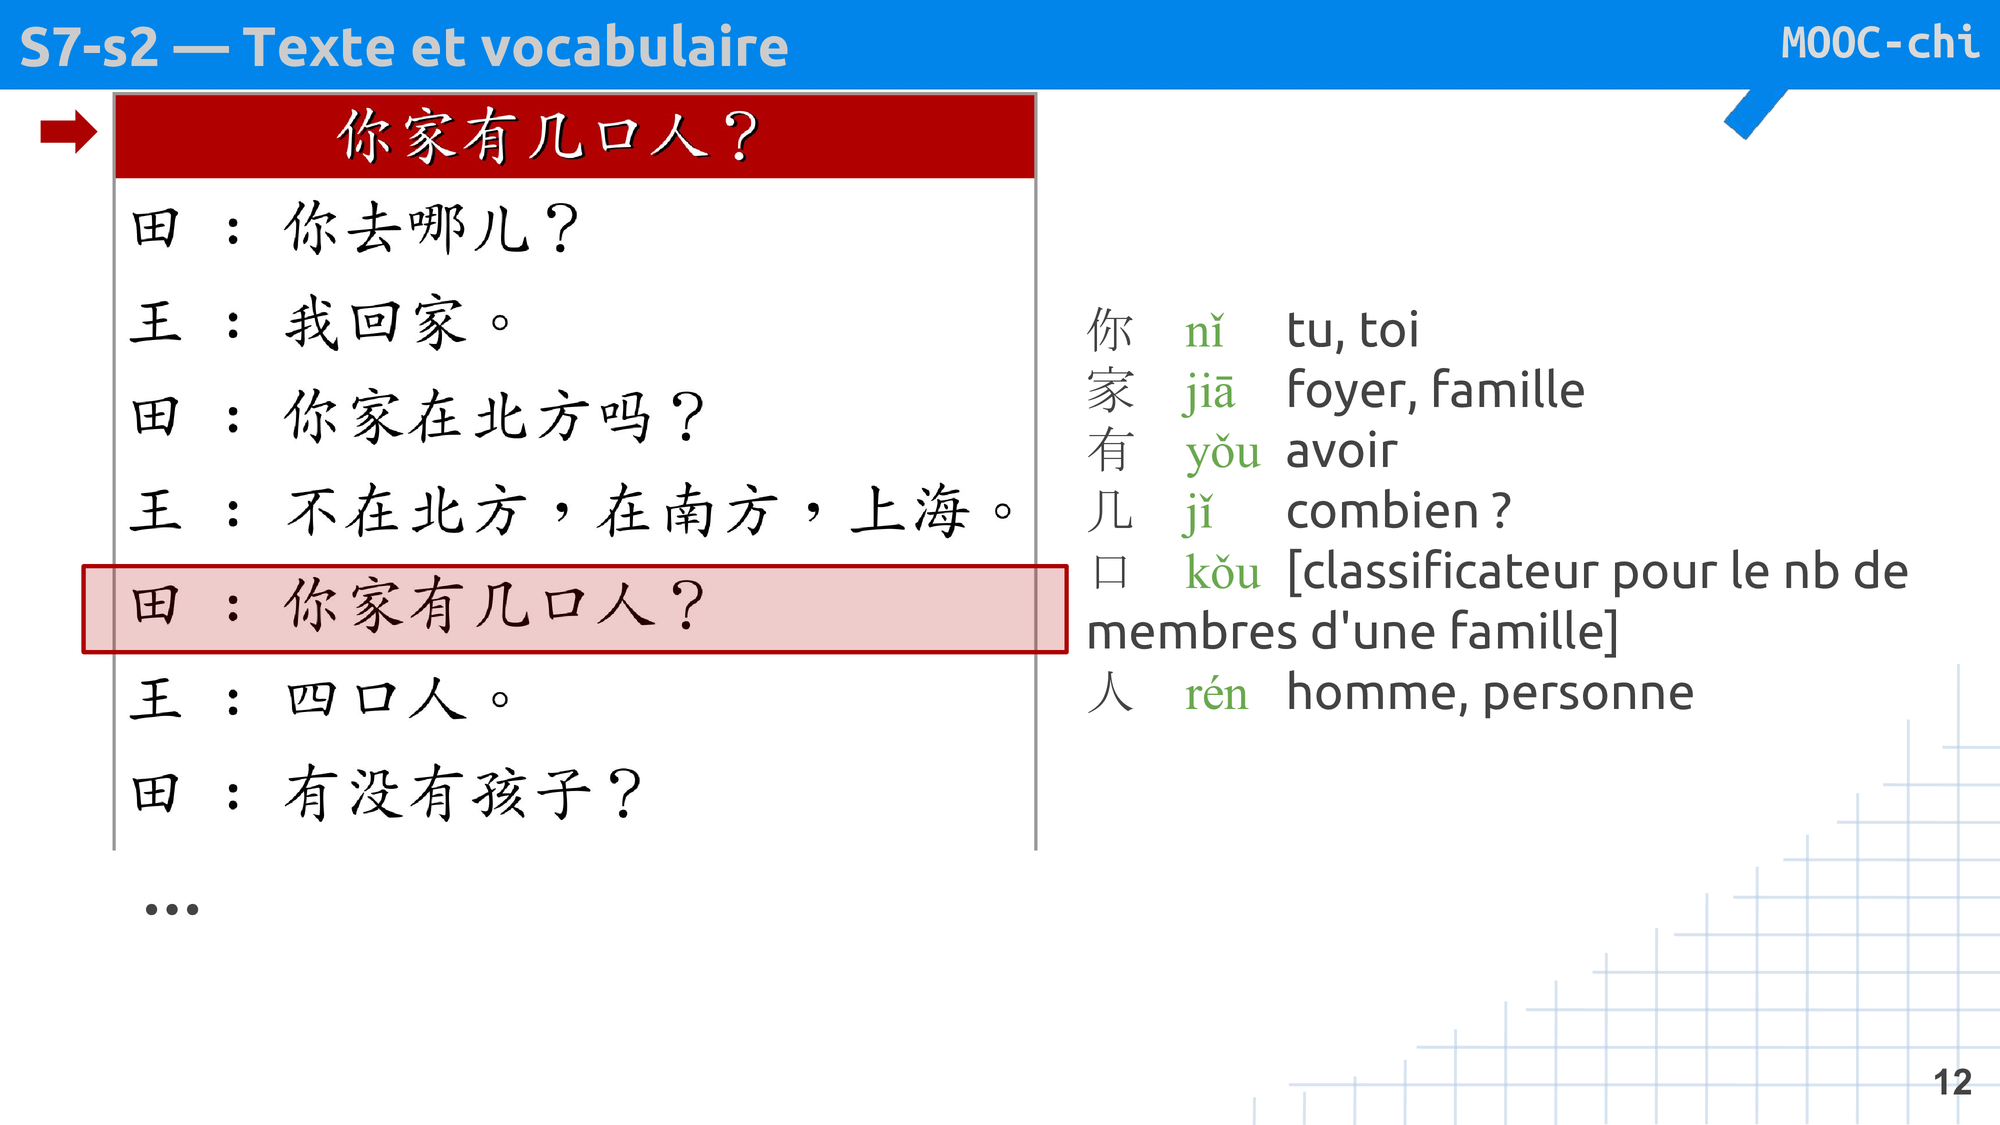 S7-s2 — Texte et vocabulaire
MOOC-chi
你家有几口人？
田 : 你去哪儿？
王 : 我回家。
田 : 你家在北方吗？
王 : 不在北方，在南方，上海。
田 : 你家有几口人？
王 : 四口人。
田 : 有没有孩子？
...
你 nǐ tu, toi
家 jiā foyer, famille
有 yǒu avoir
几 jǐ combien ?
口 kǒu [classificateur pour le nb de
membres d'une famille]
人 rén homme, personne
12